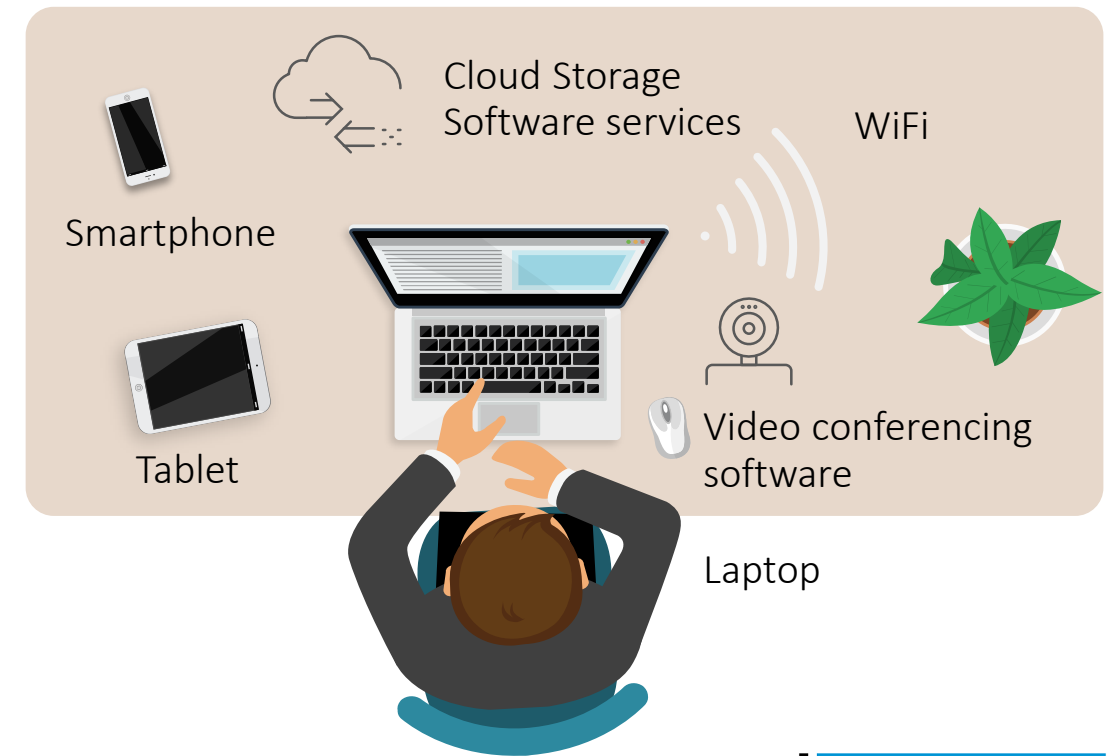 Cloud Storage
Software services
WiFi
Smartphone
Video conferencing
software
Tablet
Laptop